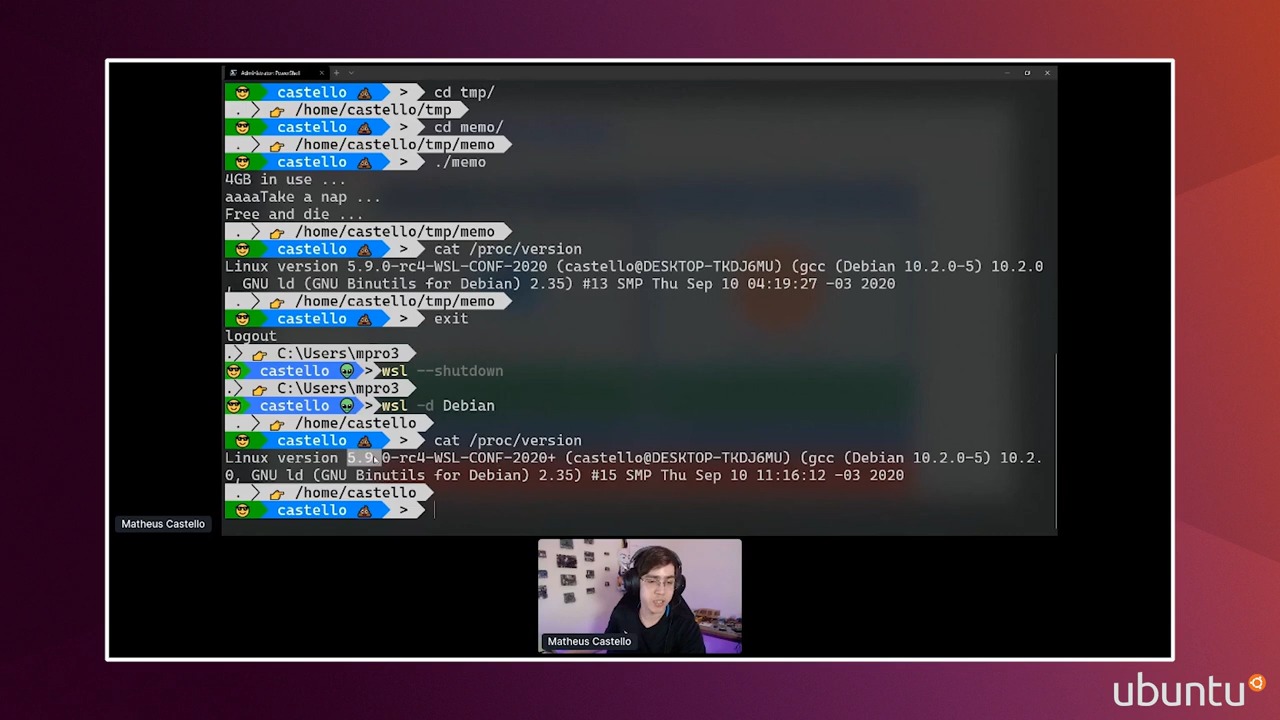 Administrator: PowerShell
castello > cd tmp/
. /home/castello/tmp
castello > cd memo/
. /home/castello/tmp/memo
castello > ./memo
4GB in use ...
aaaaTake a nap ...
Free and die ...
. /home/castello/tmp/memo
castello > cat /proc/version
Linux version 5.9.0-rc4-WSL-CONF-2020 (castello@DESKTOP-TKDJ6MU) (gcc (Debian 10.2.0-5) 10.2.0
, GNU ld (GNU Binutils for Debian) 2.35) #13 SMP Thu Sep 10 04:19:27 -03 2020
. /home/castello/tmp/memo
castello > exit
logout
. C:\Users\mpro3
castello >wsl --shutdown
. C:\Users\mpro3
castello >wsl -d Debian
. /home/castello
castello > cat /proc/version
Linux version 5.9.0-rc4-WSL-CONF-2020+ (castello@DESKTOP-TKDJ6MU) (gcc (Debian 10.2.0-5) 10.2.
0, GNU ld (GNU Binutils for Debian) 2.35) #15 SMP Thu Sep 10 11:16:12 -03 2020
. /home/castello
castello >
Matheus Castello
Matheus Castello
ubuntu